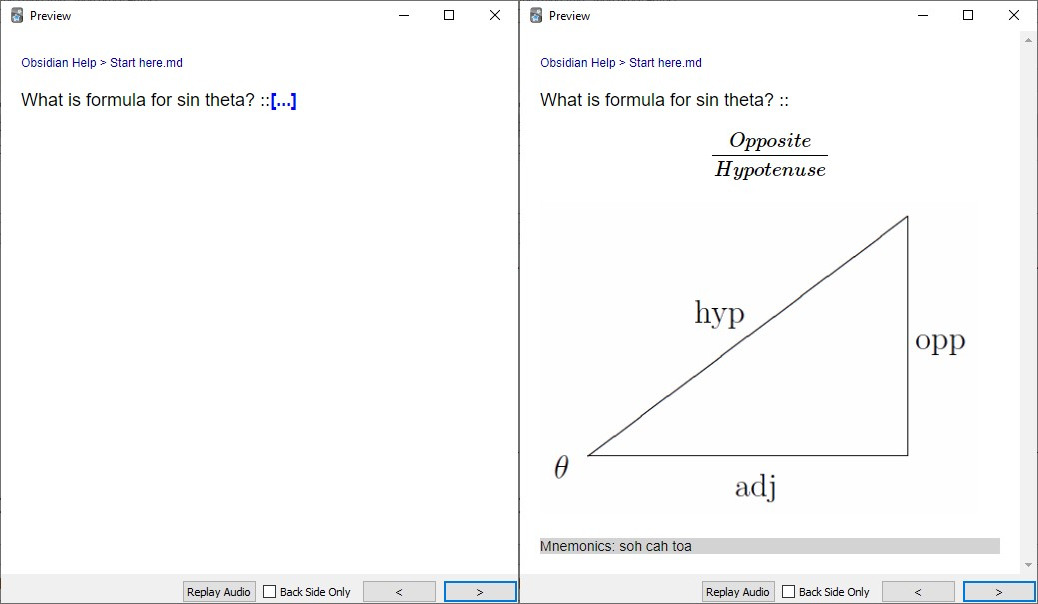 Preview
Obsidian Help > Start here.md
What is formula for sin theta? ::[...]
Replay Audio
Back Side Only
<
>
Preview
Obsidian Help > Start here.md
What is formula for sin theta? ::
Opposite
Hypotenuse
hyp
opp
θ
adj
Mnemonics: soh cah toa
Replay Audio
Back Side Only
<
>